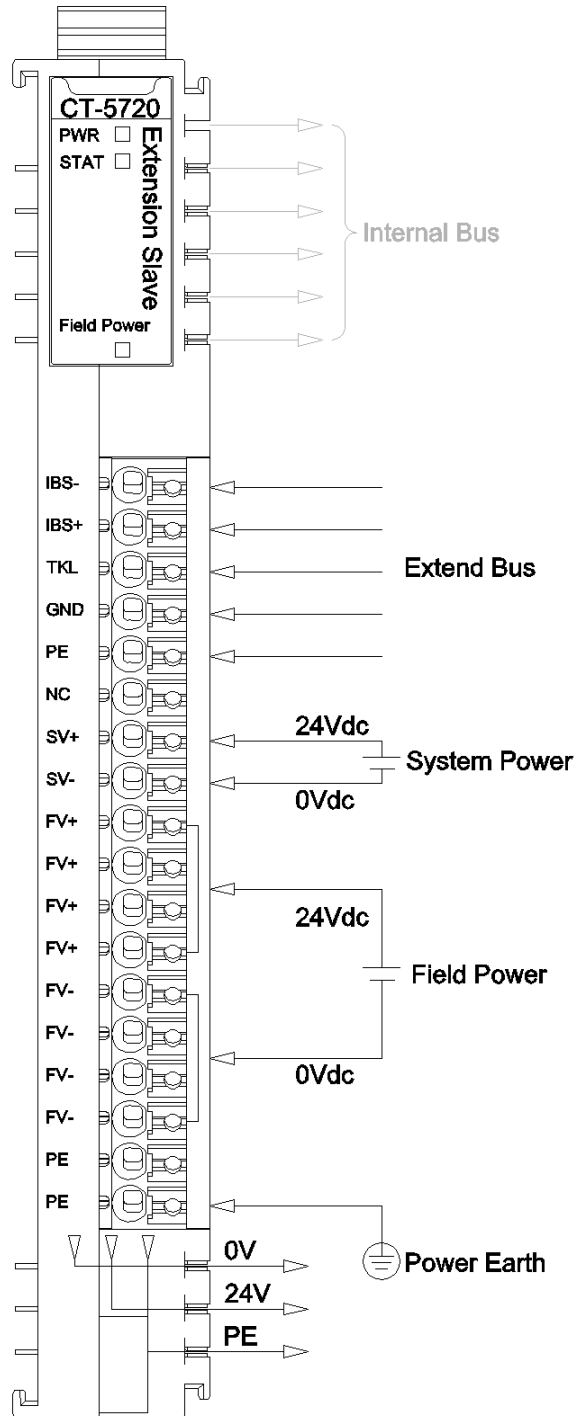 CT-5720
PWR
STAT
Extension Slave
Field Power
Internal Bus
IBS-
IBS+
TKL
Extend Bus
GND
PE
NC
SV+
24Vdc
System Power
SV-
0Vdc
FV+
FV+
FV+
24Vdc
FV+
Field Power
FV-
FV-
FV-
0Vdc
FV-
PE
PE
0V
Power Earth
24V
PE